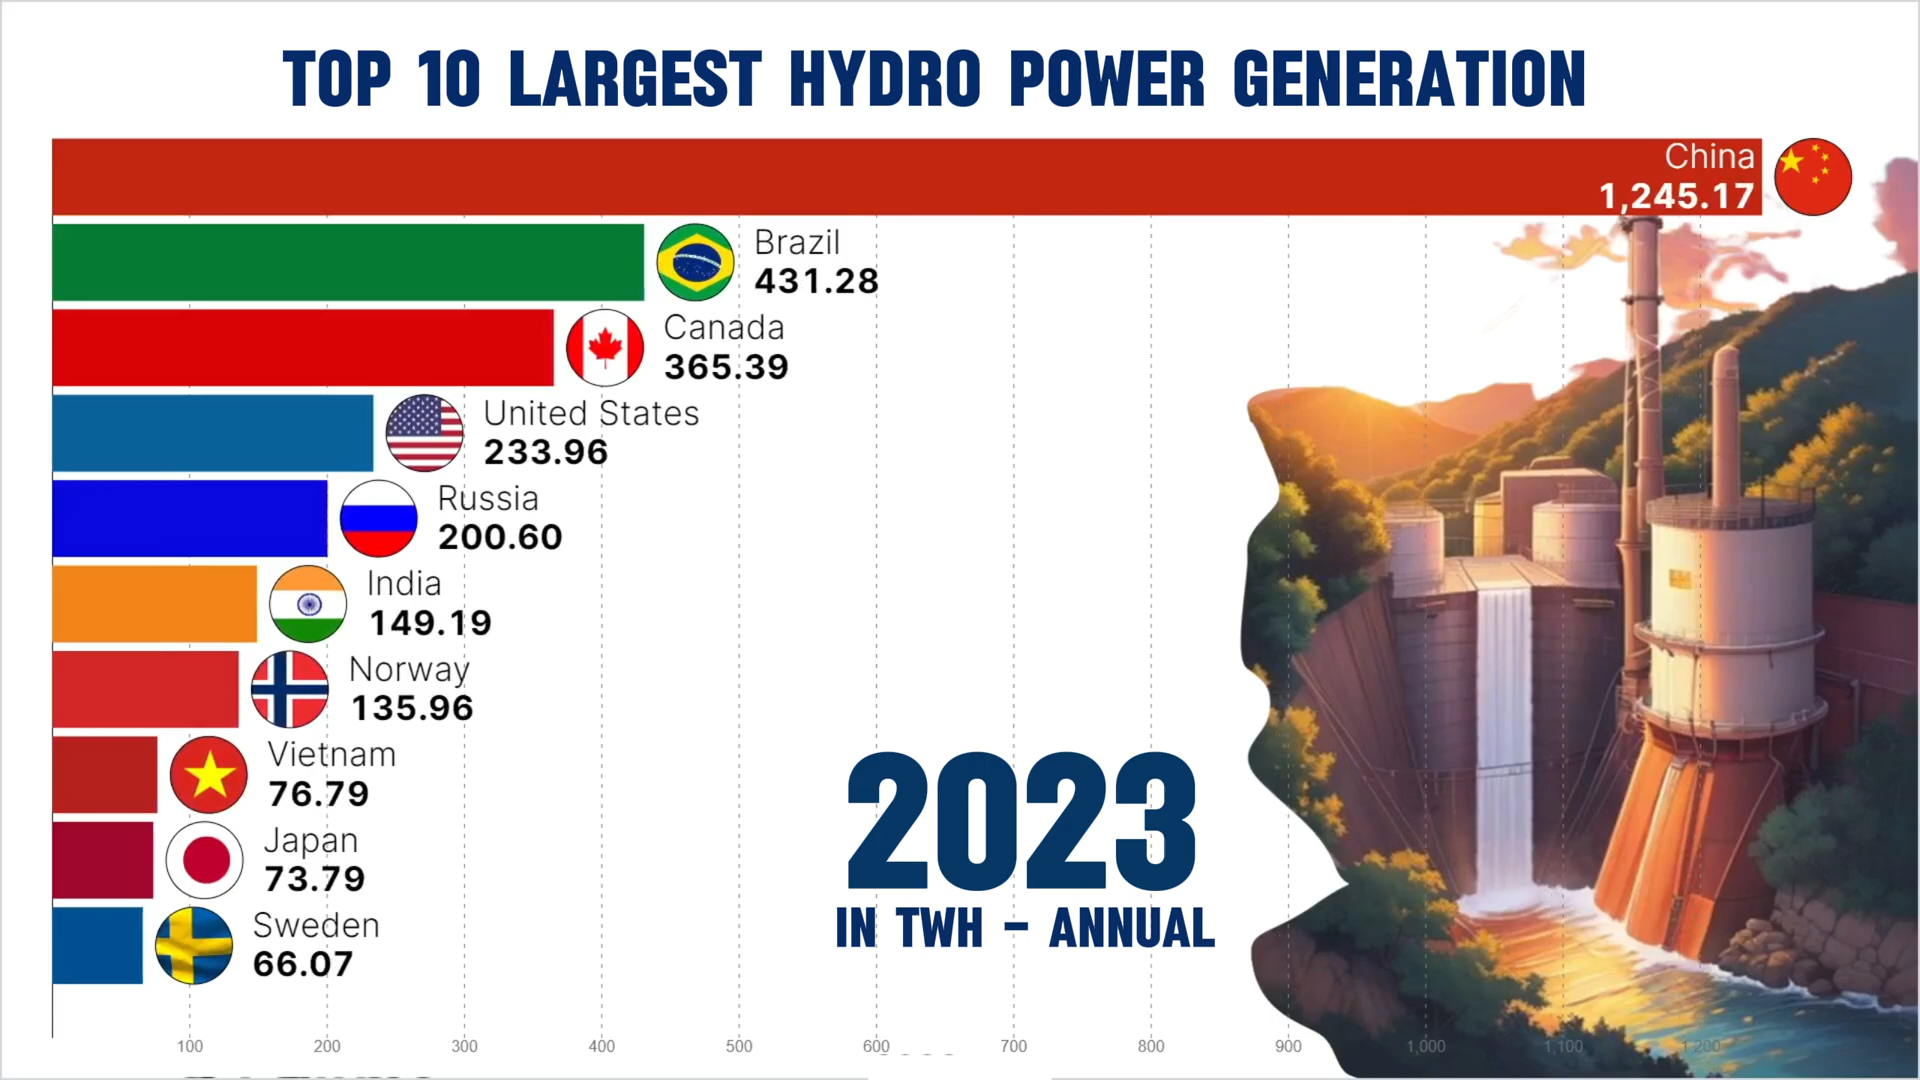 TOP 10 LARGEST HYDRO POWER GENERATION
China
1,245.17
Brazil
431.28
Canada
365.39
United States
233.96
Russia
200.60
India
149.19
Norway
135.96
Vietnam
76.79
Japan
73.79
Sweden
66.07
2023
IN TWH - ANNUAL
100 200 300 400 500 600 700 800 900 1,000 1,100 1,200